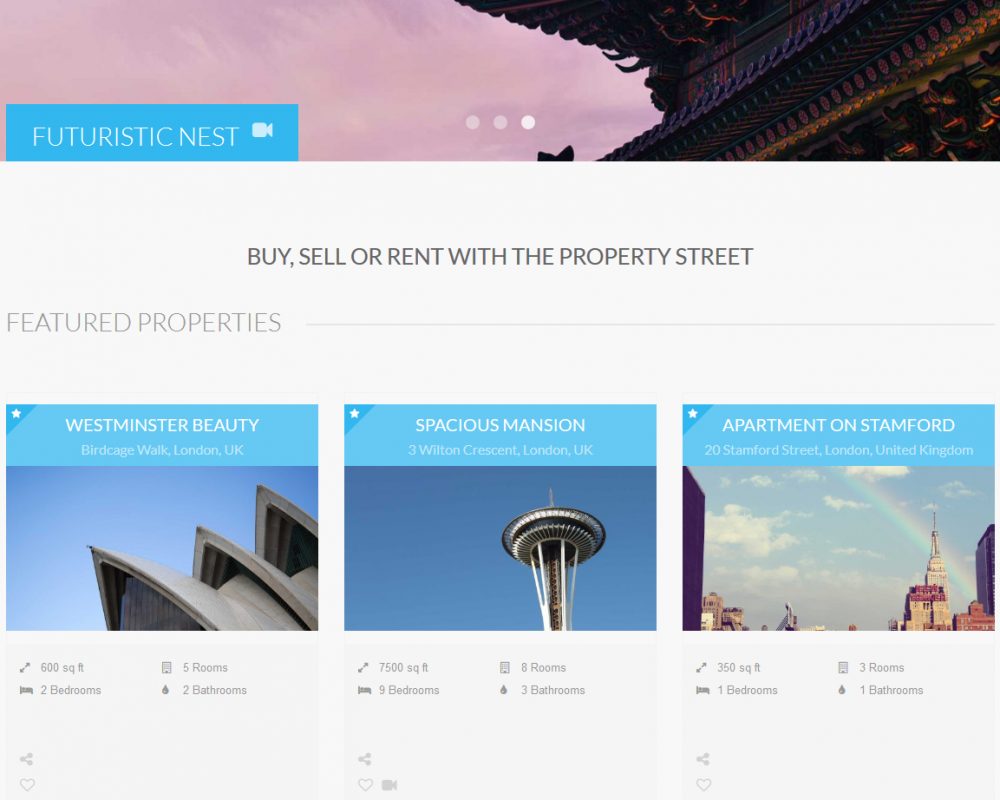 FUTURISTIC NEST
BUY, SELL OR RENT WITH THE PROPERTY STREET
FEATURED PROPERTIES
WESTMINSTER BEAUTY
Birdcage Walk, London, UK
600 sq ft
5 Rooms
2 Bedrooms
2 Bathrooms
SPACIOUS MANSION
3 Wilton Crescent, London, UK
7500 sq ft
8 Rooms
9 Bedrooms
3 Bathrooms
APARTMENT ON STAMFORD
20 Stamford Street, London, United Kingdom
350 sq ft
3 Rooms
1 Bedrooms
1 Bathrooms